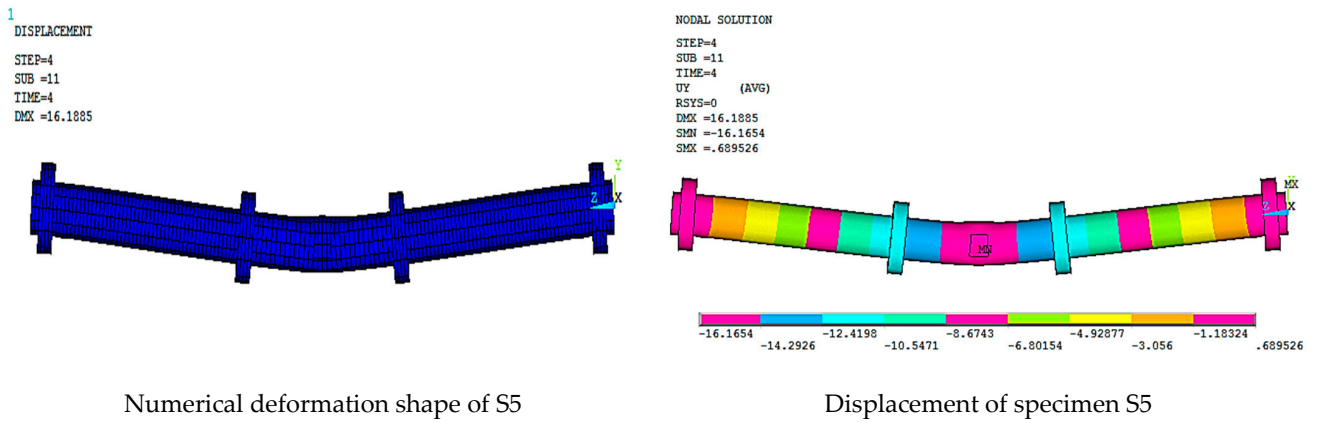 1
DISPLACEMENT
STEP=4
SUB =11
TIME=4
DMX =16.1885
Y
Z X
Numerical deformation shape of S5
NODAL SOLUTION
STEP=4
SUB =11
TIME=4
UY (AVG)
RSYS=0
DMX =16.1885
SMN =-16.1654
SMX =.689526
MX
Z X
MN
-16.1654 -12.4198 -8.6743 -4.92877 -1.18324
-14.2926 -10.5471 -6.80154 -3.056 .689526
Displacement of specimen S5